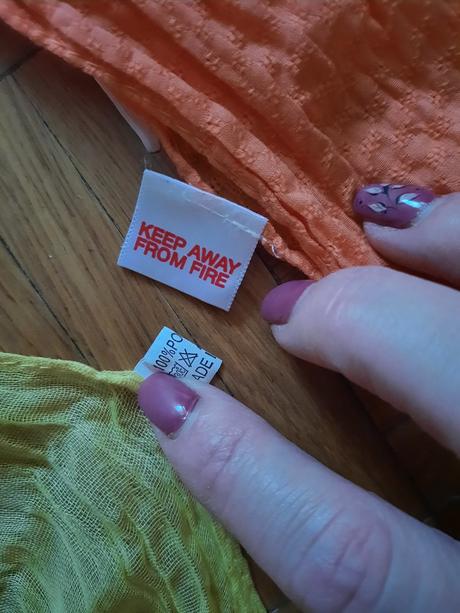 KEEP AWAY
FROM FIRE
100% PO
ADE I